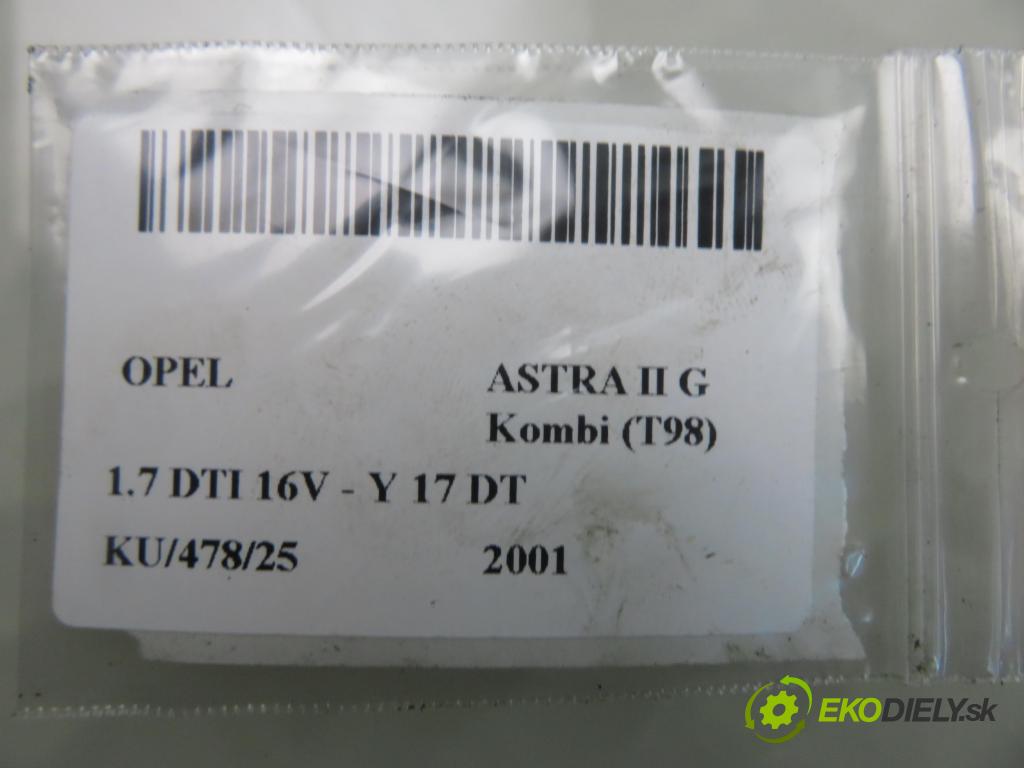 OPEL ASTRA II G
Kombi (T98)
1.7 DTI 16V - Y 17 DT
KU/478/25 2001
EKODIELY.sk